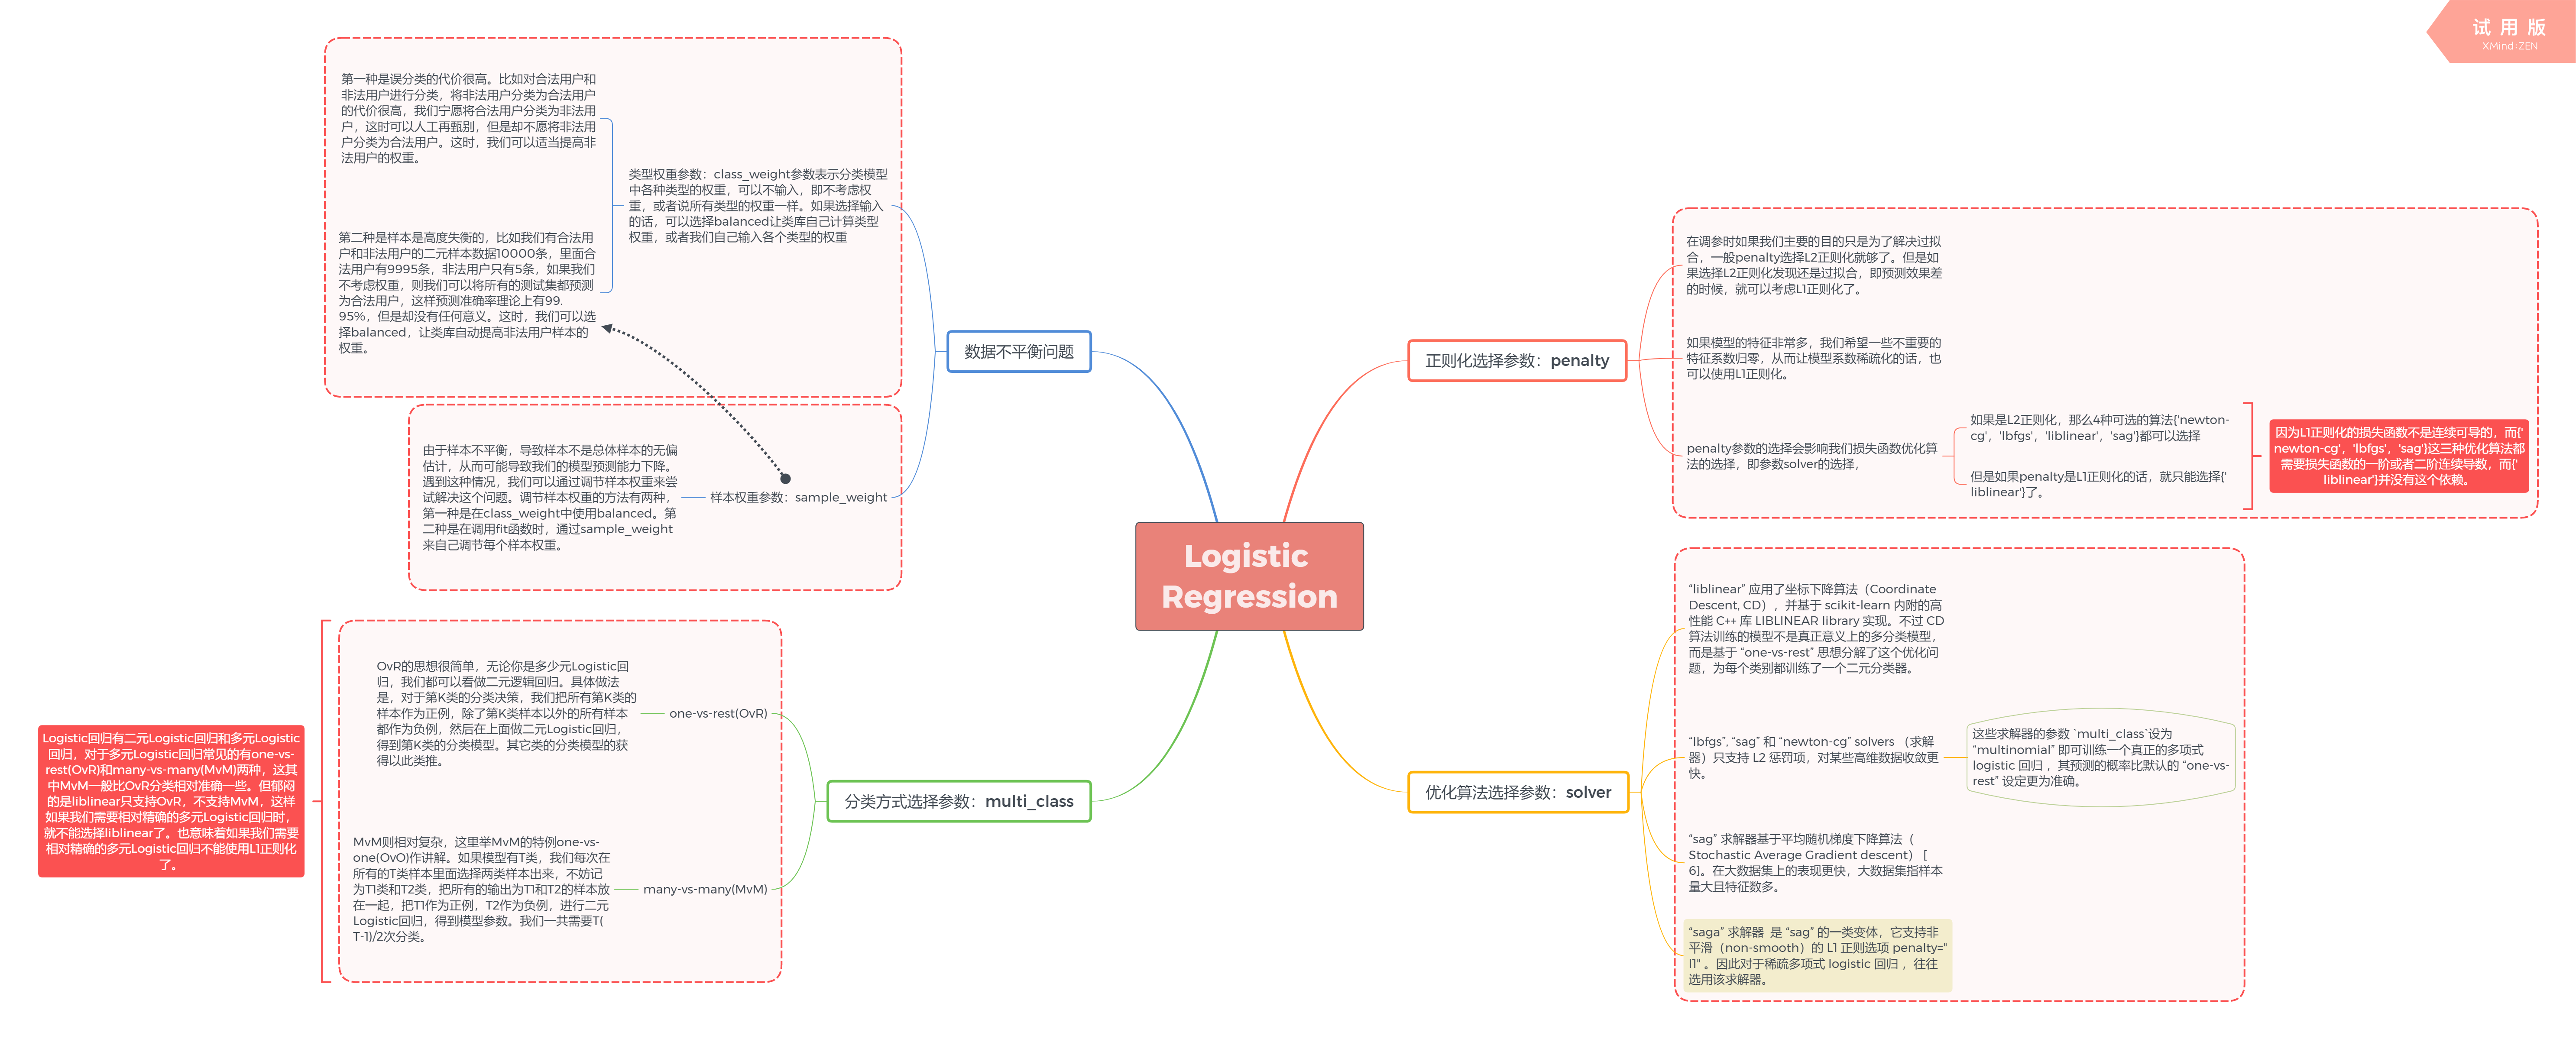 试 用 版
XMind:ZEN
Logistic
Regression
数据不平衡问题
类型权重参数：class_weight参数表示分类模型
中各种类型的权重，可以不输入，即不考虑权
重，或者说所有类型的权重一样。如果选择输入
的话，可以选择balanced让类库自己计算类型
权重，或者我们自己输入各个类型的权重
第一种是误分类的代价很高。比如对合法用户和
非法用户进行分类，将非法用户分类为合法用户
的代价很高，我们宁愿将合法用户分类为非法用
户，这时可以人工再甄别，但是却不愿将非法用
户分类为合法用户。这时，我们可以适当提高非
法用户的权重。
第二种是样本是高度失衡的，比如我们有合法用
户和非法用户的二元样本数据10000条，里面合
法用户有9995条，非法用户只有5条，如果我们
不考虑权重，则我们可以将所有的测试集都预测
为合法用户，这样预测准确率理论上有99.
95%，但是却没有任何意义。这时，我们可以选
择balanced，让类库自动提高非法用户样本的
权重。
样本权重参数：sample_weight
由于样本不平衡，导致样本不是总体样本的无偏
估计，从而可能导致我们的模型预测能力下降。
遇到这种情况，我们可以通过调节样本权重来尝
试解决这个问题。调节样本权重的方法有两种，
第一种是在class_weight中使用balanced。第
二种是在调用fit函数时，通过sample_weight
来自己调节每个样本权重。
正则化选择参数：penalty
在调参时如果我们主要的目的只是为了解决过拟
合，一般penalty选择L2正则化就够了。但是如
果选择L2正则化发现还是过拟合，即预测效果差
的时候，就可以考虑L1正则化了。
如果模型的特征非常多，我们希望一些不重要的
特征系数归零，从而让模型系数稀疏化的话，也
可以使用L1正则化。
penalty参数的选择会影响我们损失函数优化算
法的选择，即参数solver的选择，
如果是L2正则化，那么4种可选的算法{'newton-
cg'，'lbfgs'，'liblinear'，'sag'}都可以选择
但是如果penalty是L1正则化的话，就只能选择{'
liblinear'}了。
因为L1正则化的损失函数不是连续可导的，而{'
newton-cg'，'lbfgs'，'sag'}这三种优化算法都
需要损失函数的一阶或者二阶连续导数，而{'
liblinear'}并没有这个依赖。
优化算法选择参数：solver
“liblinear” 应用了坐标下降算法（Coordinate
Descent, CD），并基于 scikit-learn 内附的高
性能 C++ 库 LIBLINEAR library 实现。不过 CD
算法训练的模型不是真正意义上的多分类模型，
而是基于 “one-vs-rest” 思想分解了这个优化问
题，为每个类别都训练了一个二元分类器。
“lbfgs”, “sag” 和 “newton-cg” solvers （求解
器）只支持 L2 惩罚项，对某些高维数据收敛更
快。
这些求解器的参数 `multi_class`设为
“multinomial” 即可训练一个真正的多项式
logistic 回归 ，其预测的概率比默认的 “one-vs-
rest” 设定更为准确。
“sag” 求解器基于平均随机梯度下降算法（
Stochastic Average Gradient descent） [
6]。在大数据集上的表现更快，大数据集指样本
量大且特征数多。
“saga” 求解器 是 “sag” 的一类变体，它支持非
平滑（non-smooth）的 L1 正则选项 penalty="
l1" 。因此对于稀疏多项式 logistic 回归 ，往往
选用该求解器。
分类方式选择参数：multi_class
one-vs-rest(OvR)
OvR的思想很简单，无论你是多少元Logistic回
归，我们都可以看做二元逻辑回归。具体做法
是，对于第K类的分类决策，我们把所有第K类的
样本作为正例，除了第K类样本以外的所有样本
都作为负例，然后在上面做二元Logistic回归，
得到第K类的分类模型。其它类的分类模型的获
得以此类推。
many-vs-many(MvM)
MvM则相对复杂，这里举MvM的特例one-vs-
one(OvO)作讲解。如果模型有T类，我们每次在
所有的T类样本里面选择两类样本出来，不妨记
为T1类和T2类，把所有的输出为T1和T2的样本放
在一起，把T1作为正例，T2作为负例，进行二元
Logistic回归，得到模型参数。我们一共需要T(
T-1)/2次分类。
Logistic回归有二元Logistic回归和多元Logistic
回归，对于多元Logistic回归常见的有one-vs-
rest(OvR)和many-vs-many(MvM)两种，这其
中MvM一般比OvR分类相对准确一些。但郁闷
的是liblinear只支持OvR，不支持MvM，这样
如果我们需要相对精确的多元Logistic回归时，
就不能选择liblinear了。也意味着如果我们需要
相对精确的多元Logistic回归不能使用L1正则化
了。